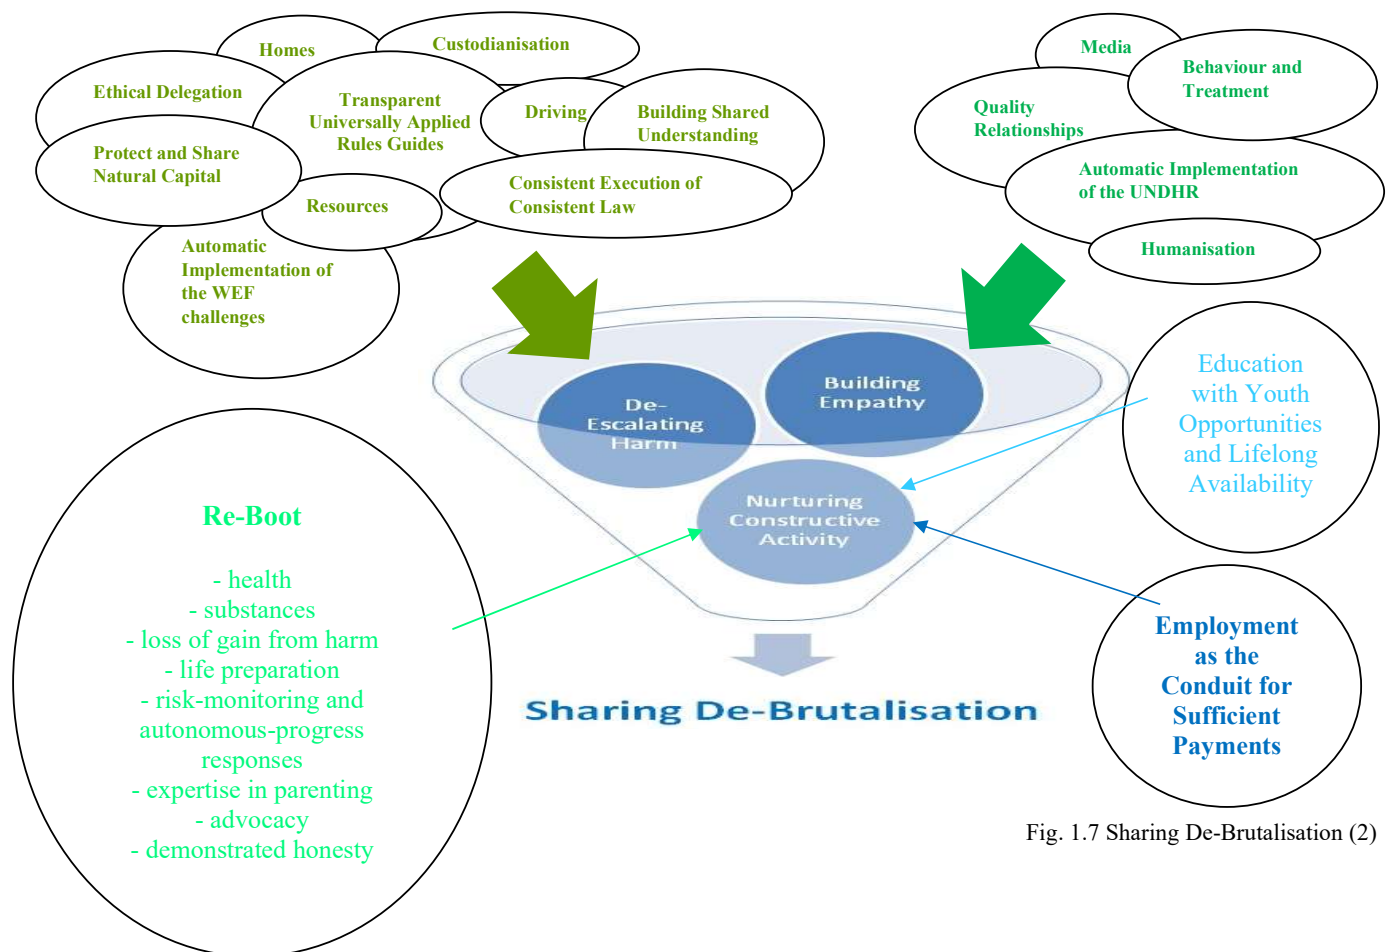 Homes
Custodianisation
Ethical Delegation
Transparent
Universally Applied
Rules Guides
Driving
Building Shared
Understanding
Protect and Share
Natural Capital
Resources
Consistent Execution of
Consistent Law
Automatic
Implementation of
the WEF
challenges
Media
Behaviour and
Treatment
Quality
Relationships
Automatic Implementation
of the UNDHR
Humanisation
De-
Escalating
Harm
Building
Empathy
Nurturing
Constructive
Activity
Education
with Youth
Opportunities
and Lifelong
Availability
Re-Boot
- health
- substances
- loss of gain from harm
- life preparation
- risk-monitoring and
autonomous-progress
responses
- expertise in parenting
- advocacy
- demonstrated honesty
Employment
as the
Conduit for
Sufficient
Payments
Sharing De-Brutalisation
Fig. 1.7 Sharing De-Brutalisation (2)